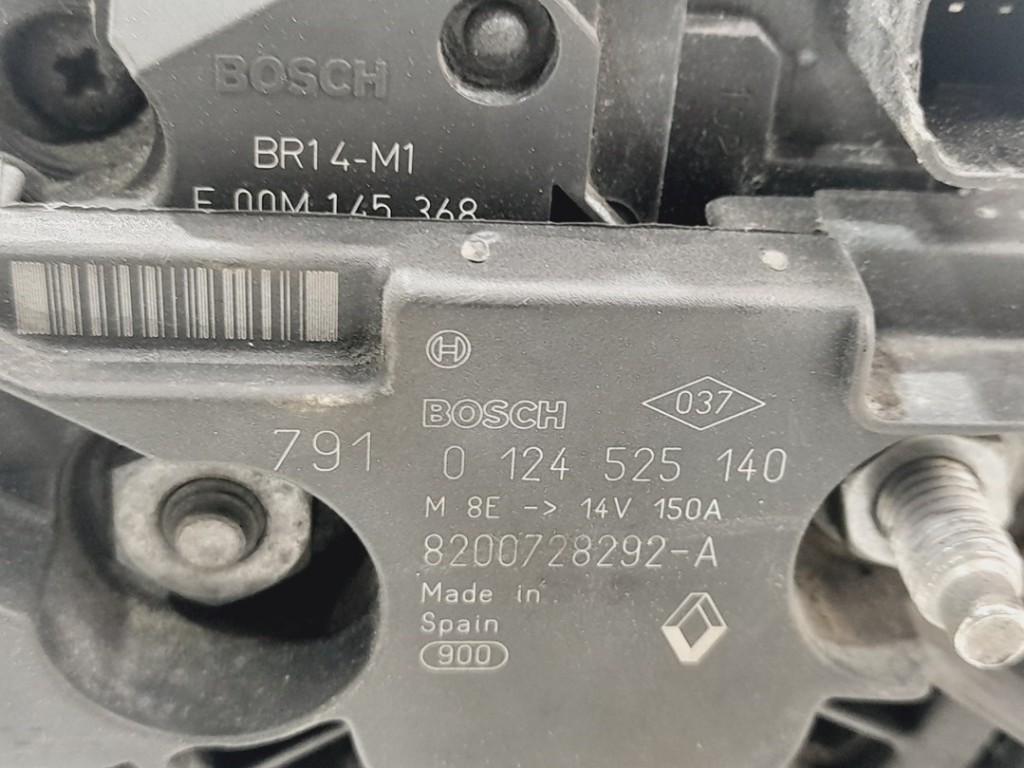 BOSCH
BR14-M1
F 00M 145 368
BOSCH
037
791
0 124 525 140
M 8E -> 14V 150A
8200728292-A
Made in
Spain
900